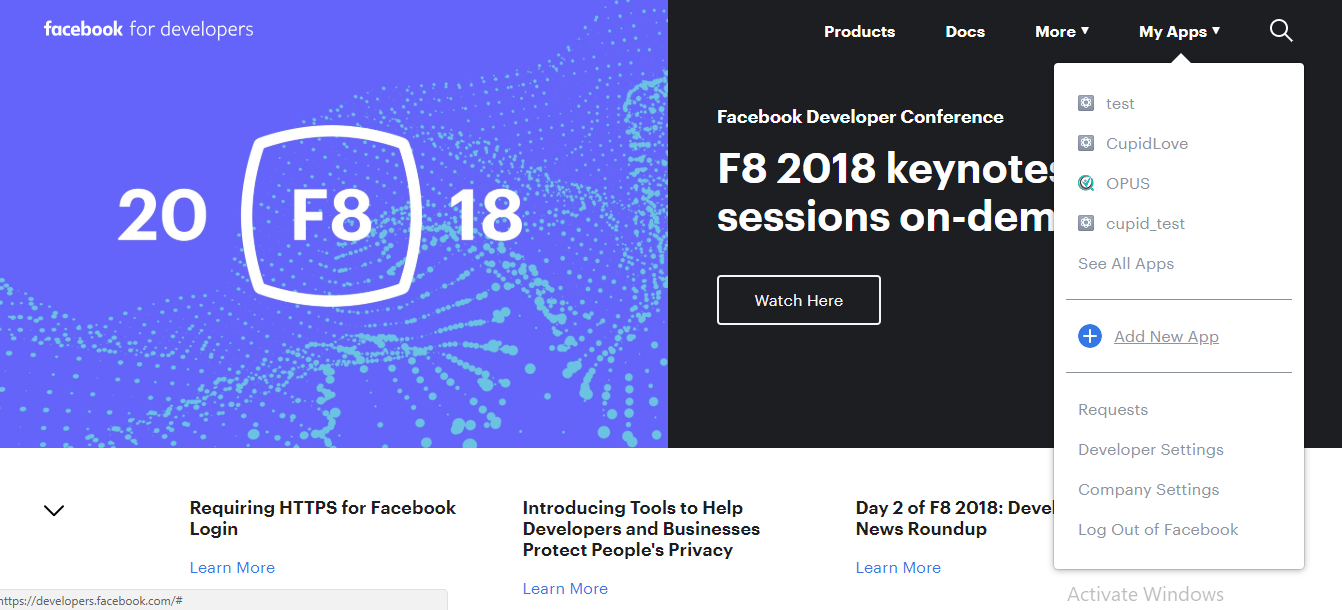 facebook for developers
Products
Docs
More ▼
My Apps ▼
20 F8 18
Facebook Developer Conference
F8 2018 keynotes
sessions on-dem
Watch Here
test
CupidLove
OPUS
cupid_test
See All Apps
Add New App
Requests
Developer Settings
Company Settings
Log Out of Facebook
Requiring HTTPS for Facebook
Login
Learn More
Introducing Tools to Help
Developers and Businesses
Protect People's Privacy
Learn More
Day 2 of F8 2018: Devel
News Roundup
Learn More
https://developers.facebook.com/#
Activate Windows